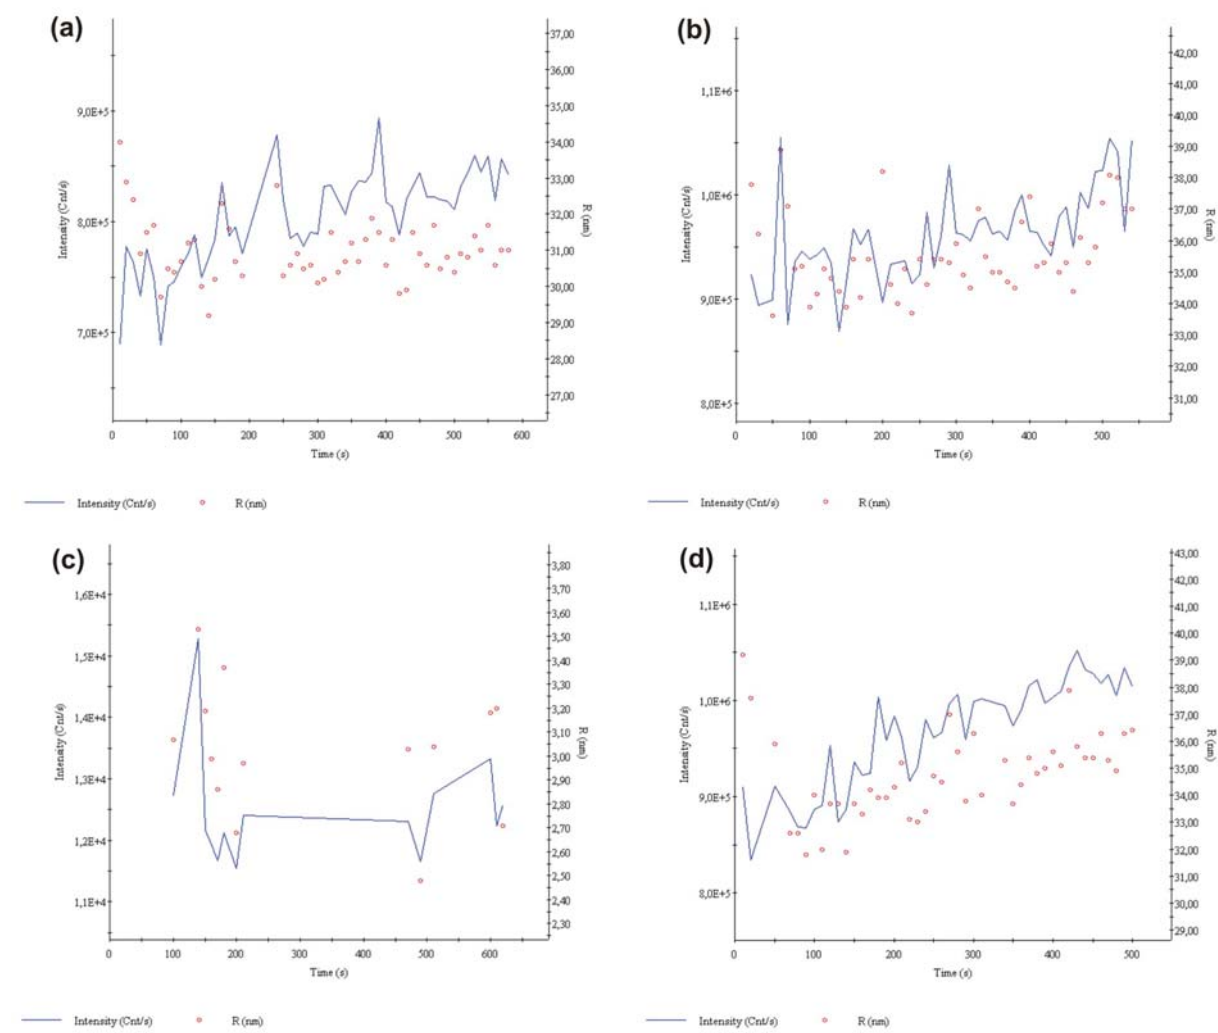 (a)
37,00
36,00
35,00
34,00
33,00
32,00
31,00
30,00
29,00
28,00
27,00
9,0E+5
8,0E+5
7,0E+5
Intensity (Cnt/s)
R (nm)
0 100 200 300 400 500 600
Time (s)
Intensity (Cnt/s) R (nm)
(b)
42,00
41,00
40,00
39,00
38,00
37,00
36,00
35,00
34,00
33,00
32,00
31,00
1,1E+6
1,0E+6
9,0E+5
8,0E+5
Intensity (Cnt/s)
R (nm)
0 100 200 300 400 500
Time (s)
Intensity (Cnt/s) R (nm)
(c)
3,80
3,70
3,60
3,50
3,40
3,30
3,20
3,10
3,00
2,90
2,80
2,70
2,60
2,50
2,40
2,30
1,6E+4
1,5E+4
1,4E+4
1,3E+4
1,2E+4
1,1E+4
Intensity (Cnt/s)
R (nm)
0 100 200 300 400 500 600
Time (s)
Intensity (Cnt/s) R (nm)
(d)
43,00
42,00
41,00
40,00
39,00
38,00
37,00
36,00
35,00
34,00
33,00
32,00
31,00
30,00
29,00
1,1E+6
1,0E+6
9,0E+5
8,0E+5
Intensity (Cnt/s)
R (nm)
0 100 200 300 400 500
Time (s)
Intensity (Cnt/s) R (nm)